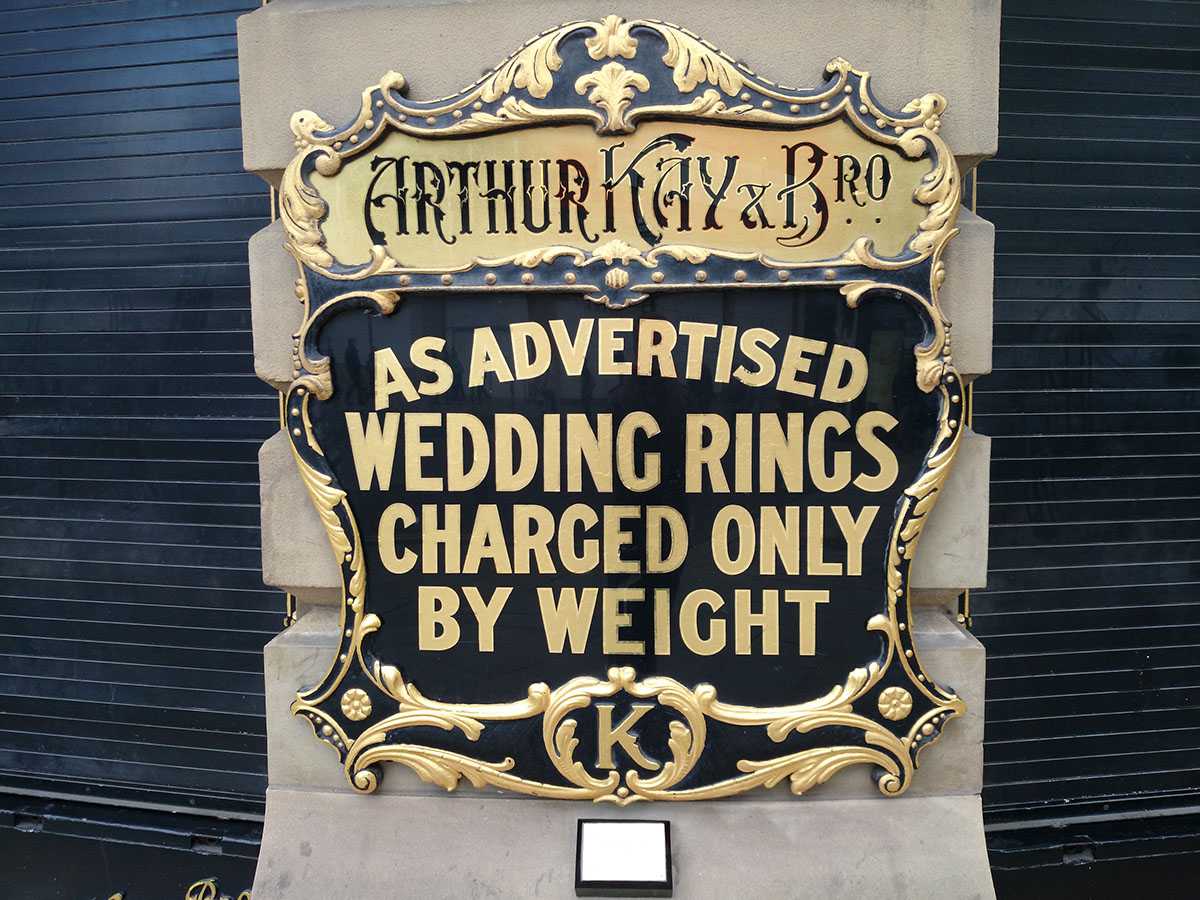 ARTHUR KAY & BRO
AS ADVERTISED
WEDDING RINGS
CHARGED ONLY
BY WEIGHT
K